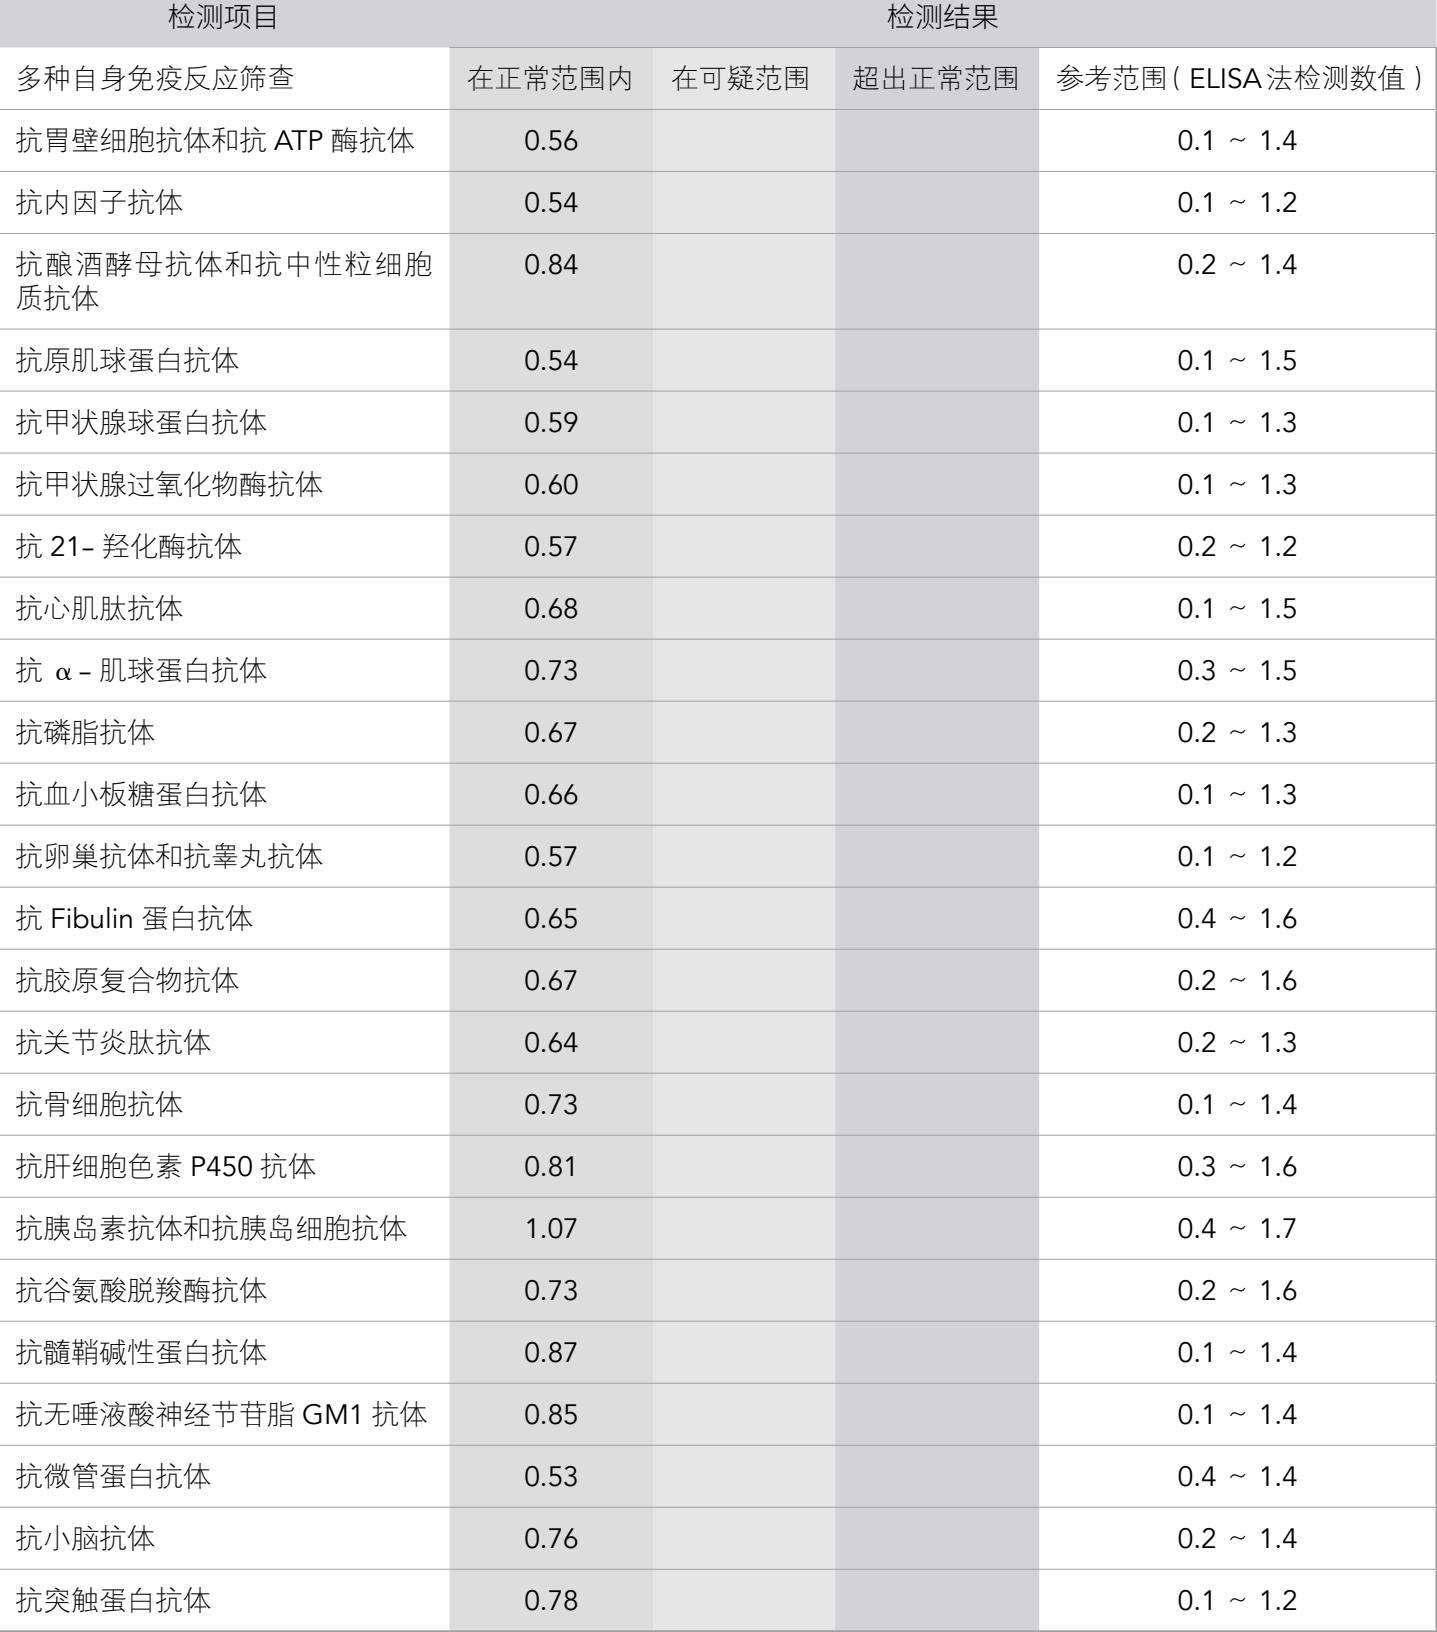 检测项目 检测结果
多种自身免疫反应筛查 在正常范围内 在可疑范围 超出正常范围 参考范围（ELISA法检测数值）
抗胃壁细胞抗体和抗 ATP 酶抗体 0.56 0.1 ~ 1.4
抗内因子抗体 0.54 0.1 ~ 1.2
抗酿酒酵母抗体和抗中性粒细胞 0.84 0.2 ~ 1.4
质抗体
抗原肌球蛋白抗体 0.54 0.1 ~ 1.5
抗甲状腺球蛋白抗体 0.59 0.1 ~ 1.3
抗甲状腺过氧化物酶抗体 0.60 0.1 ~ 1.3
抗 21– 羟化酶抗体 0.57 0.2 ~ 1.2
抗心肌肽抗体 0.68 0.1 ~ 1.5
抗 α – 肌球蛋白抗体 0.73 0.3 ~ 1.5
抗磷脂抗体 0.67 0.2 ~ 1.3
抗血小板糖蛋白抗体 0.66 0.1 ~ 1.3
抗卵巢抗体和抗睾丸抗体 0.57 0.1 ~ 1.2
抗 Fibulin 蛋白抗体 0.65 0.4 ~ 1.6
抗胶原复合物抗体 0.67 0.2 ~ 1.6
抗关节炎肽抗体 0.64 0.2 ~ 1.3
抗骨细胞抗体 0.73 0.1 ~ 1.4
抗肝细胞色素 P450 抗体 0.81 0.3 ~ 1.6
抗胰岛素抗体和抗胰岛细胞抗体 1.07 0.4 ~ 1.7
抗谷氨酸脱羧酶抗体 0.73 0.2 ~ 1.6
抗髓鞘碱性蛋白抗体 0.87 0.1 ~ 1.4
抗无唾液酸神经节苷脂 GM1 抗体 0.85 0.1 ~ 1.4
抗微管蛋白抗体 0.53 0.4 ~ 1.4
抗小脑抗体 0.76 0.2 ~ 1.4
抗突触蛋白抗体 0.78 0.1 ~ 1.2